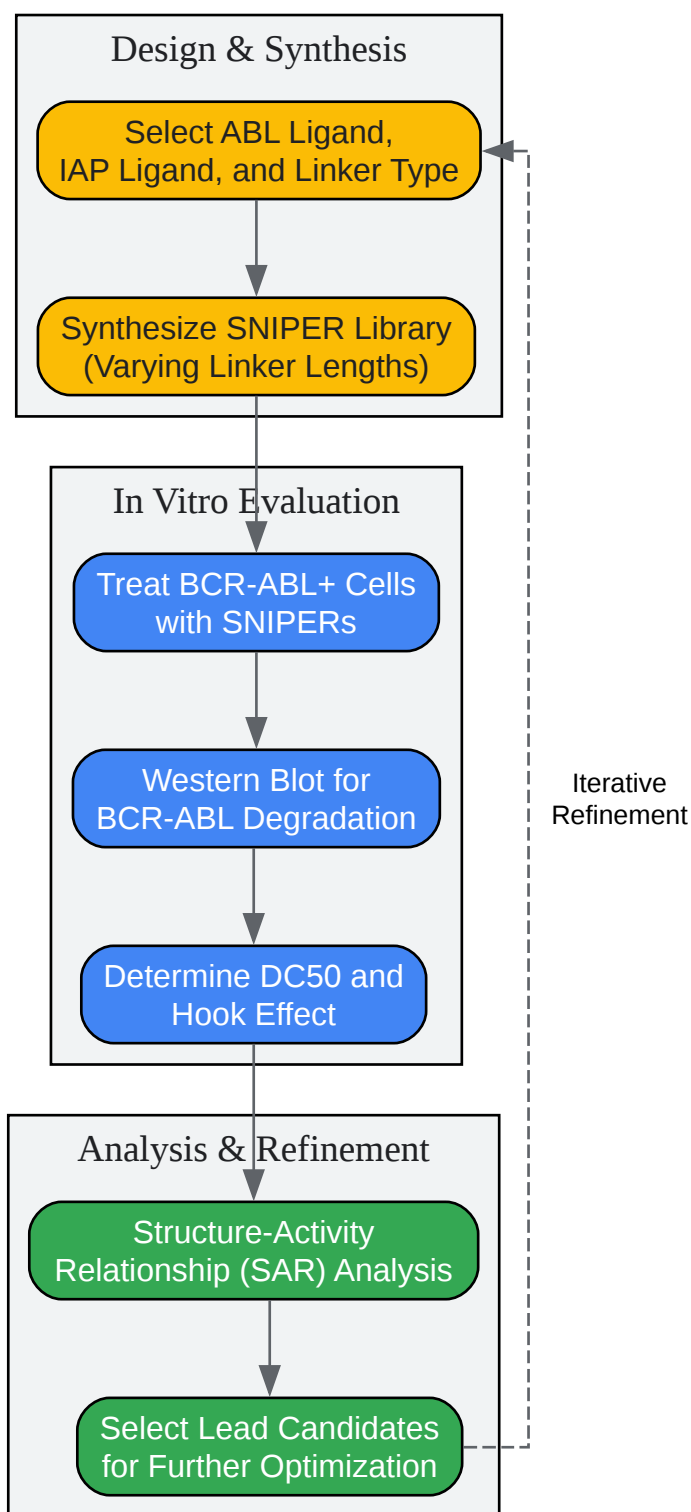 Design & Synthesis
Select ABL Ligand,
IAP Ligand, and Linker Type
Synthesize SNIPER Library
(Varying Linker Lengths)
In Vitro Evaluation
Treat BCR-ABL+ Cells
with SNIPERs
Western Blot for
BCR-ABL Degradation
Iterative
Refinement
Determine DC50 and
Hook Effect
Analysis & Refinement
Structure-Activity
Relationship (SAR) Analysis
Select Lead Candidates
for Further Optimization